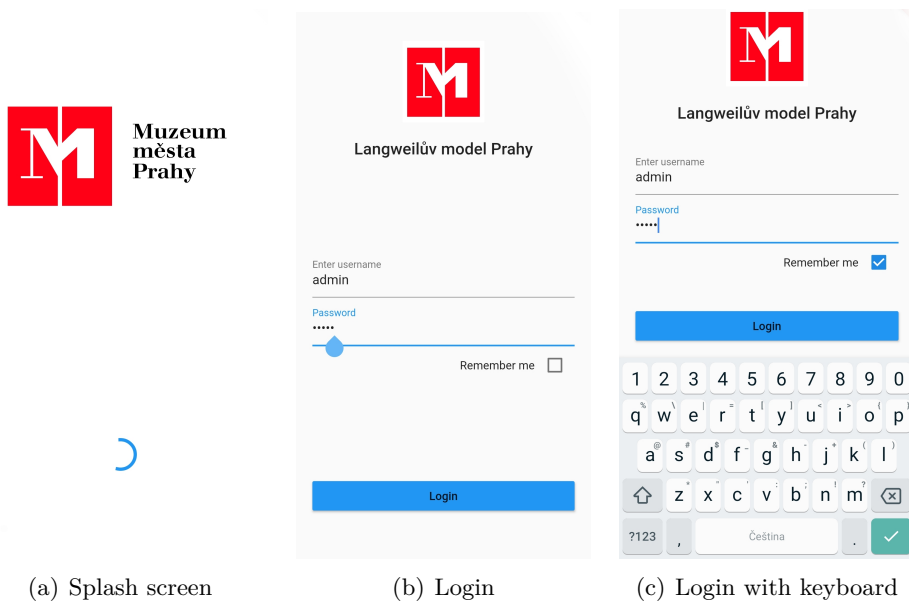 M
Muzeum
města
Prahy
(a) Splash screen
M
Langweilův model Prahy
Enter username
admin
Password
•••••
Remember me
Login
(b) Login
M
Langweilův model Prahy
Enter username
admin
Password
•••••
Remember me
Login
1 2 3 4 5 6 7 8 9 0
q % w \ e | r = t [ y ] u < i > o { p }
a @ s # d $ f - g & h - j + k ( l )
z * x " c ' v : b ; n ! m ?
?123 , Čeština .
(c) Login with keyboard